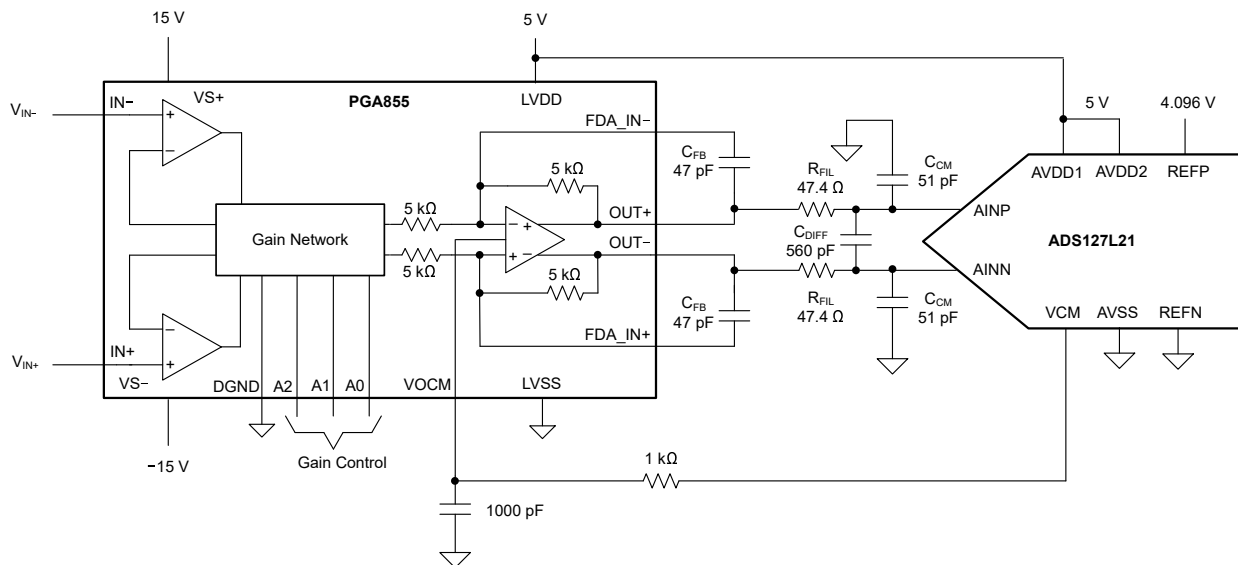 15 V
5 V
PGA855
LVDD
VS+
IN−
V_IN−
FDA_IN−
5 V
4.096 V
AVDD1
AVDD2
REFP
C_FB
47 pF
R_FIL
47.4 Ω
C_CM
51 pF
5 kΩ
5 kΩ
OUT+
AINP
Gain Network
C_DIFF
560 pF
ADS127L21
OUT−
5 kΩ
5 kΩ
AINN
C_FB
47 pF
R_FIL
47.4 Ω
C_CM
51 pF
VCM
AVSS
REFN
FDA_IN+
IN+
V_IN+
VS−
DGND
A2
A1
A0
VOCM
LVSS
−15 V
Gain Control
1 kΩ
1000 pF